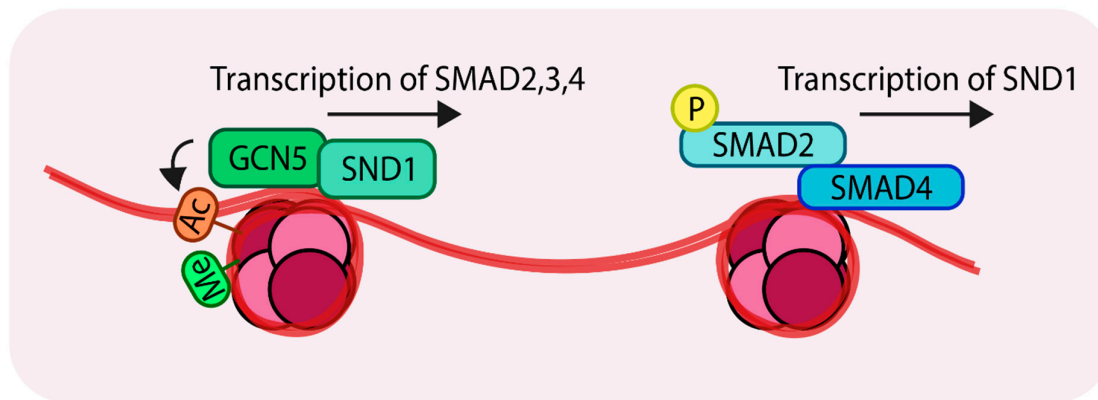 Transcription of SMAD2,3,4
Transcription of SND1
P
GCN5
SND1
SMAD2
SMAD4
Ac
Me